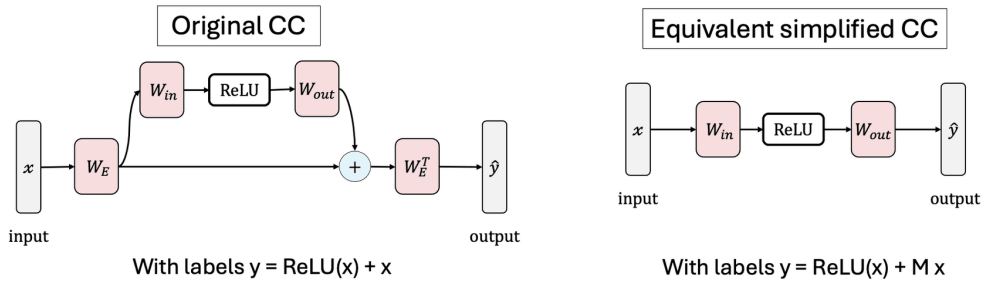 Original CC
W_in
ReLU
W_out
x
W_E
+
W_E^T
ŷ
input
output
With labels y = ReLU(x) + x
Equivalent simplified CC
x
W_in
ReLU
W_out
ŷ
input
output
With labels y = ReLU(x) + M x